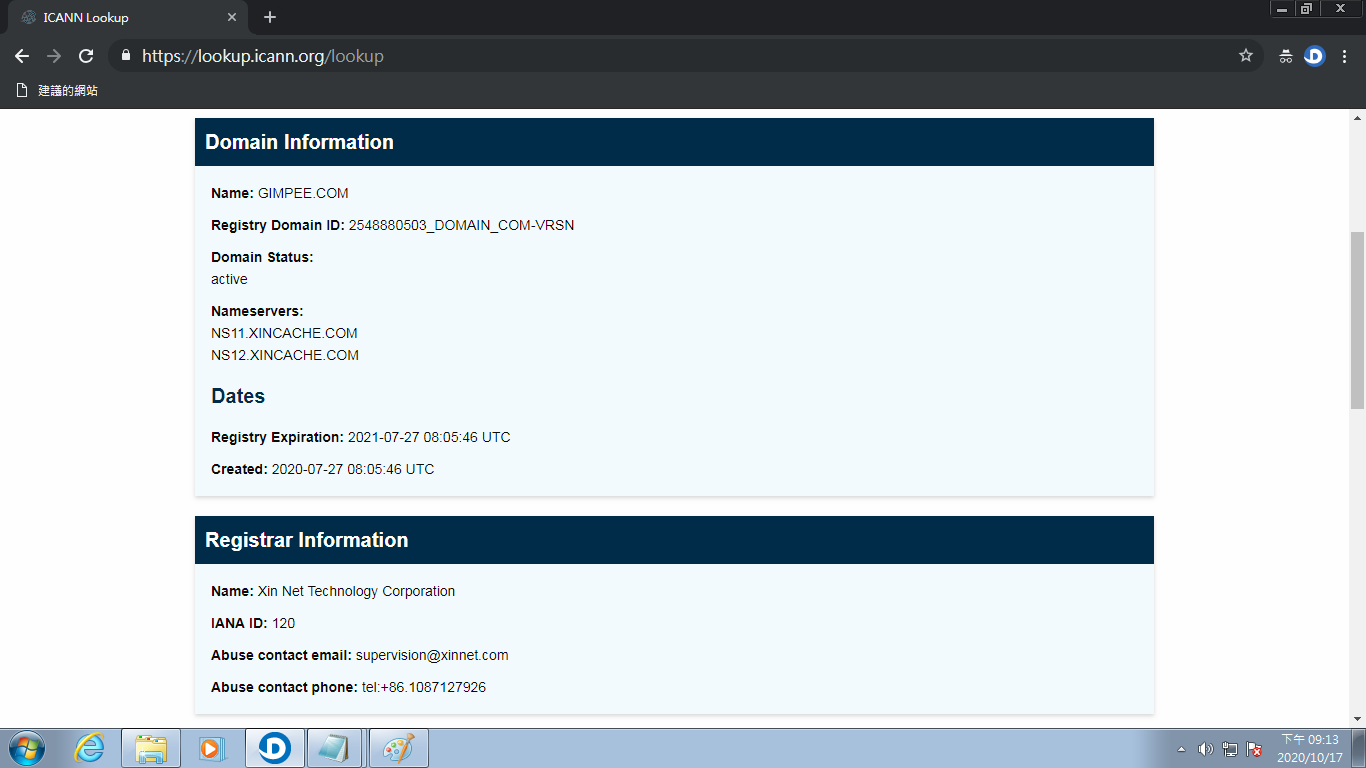 ICANN Lookup
https://lookup.icann.org/lookup
建議的網站
Domain Information
Name: GIMPEE.COM
Registry Domain ID: 2548880503_DOMAIN_COM-VRSN
Domain Status:
active
Nameservers:
NS11.XINCACHE.COM
NS12.XINCACHE.COM
Dates
Registry Expiration: 2021-07-27 08:05:46 UTC
Created: 2020-07-27 08:05:46 UTC
Registrar Information
Name: Xin Net Technology Corporation
IANA ID: 120
Abuse contact email: supervision@xinnet.com
Abuse contact phone: tel:+86.1087127926
下午 09:13
2020/10/17